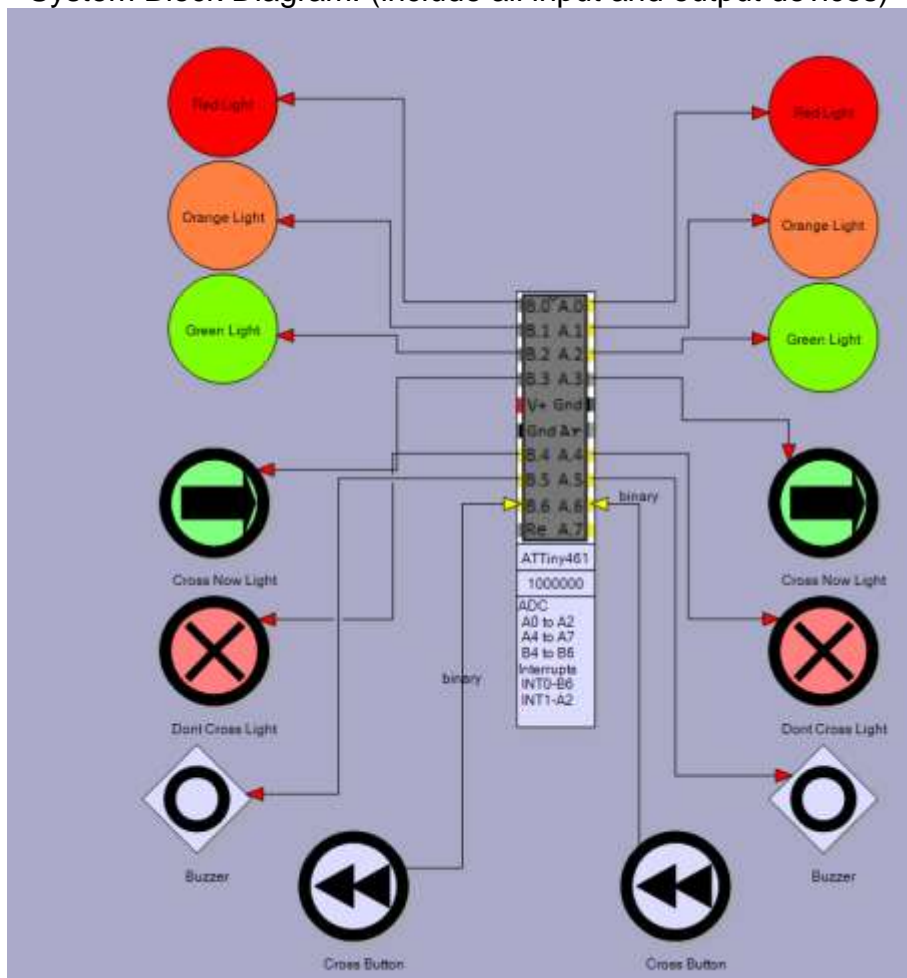 System Block Diagram: (include all input and output devices)
Red Light
Red Light
Orange Light
Orange Light
Green Light
Green Light
B.0 A.0
B.1 A.1
B.2 A.2
B.3 A.3
V+ Gnd
Gnd Ar
B.4 A.4
B.5 A.5
B.6 A.6
Re A.7
binary
ATTiny461
1000000
ADC
A0 to A2
A4 to A7
B4 to B6
Interrupts
INT0-B6
INT1-A2
binary
Cross Now Light
Cross Now Light
Dont Cross Light
Dont Cross Light
Buzzer
Buzzer
Cross Button
Cross Button